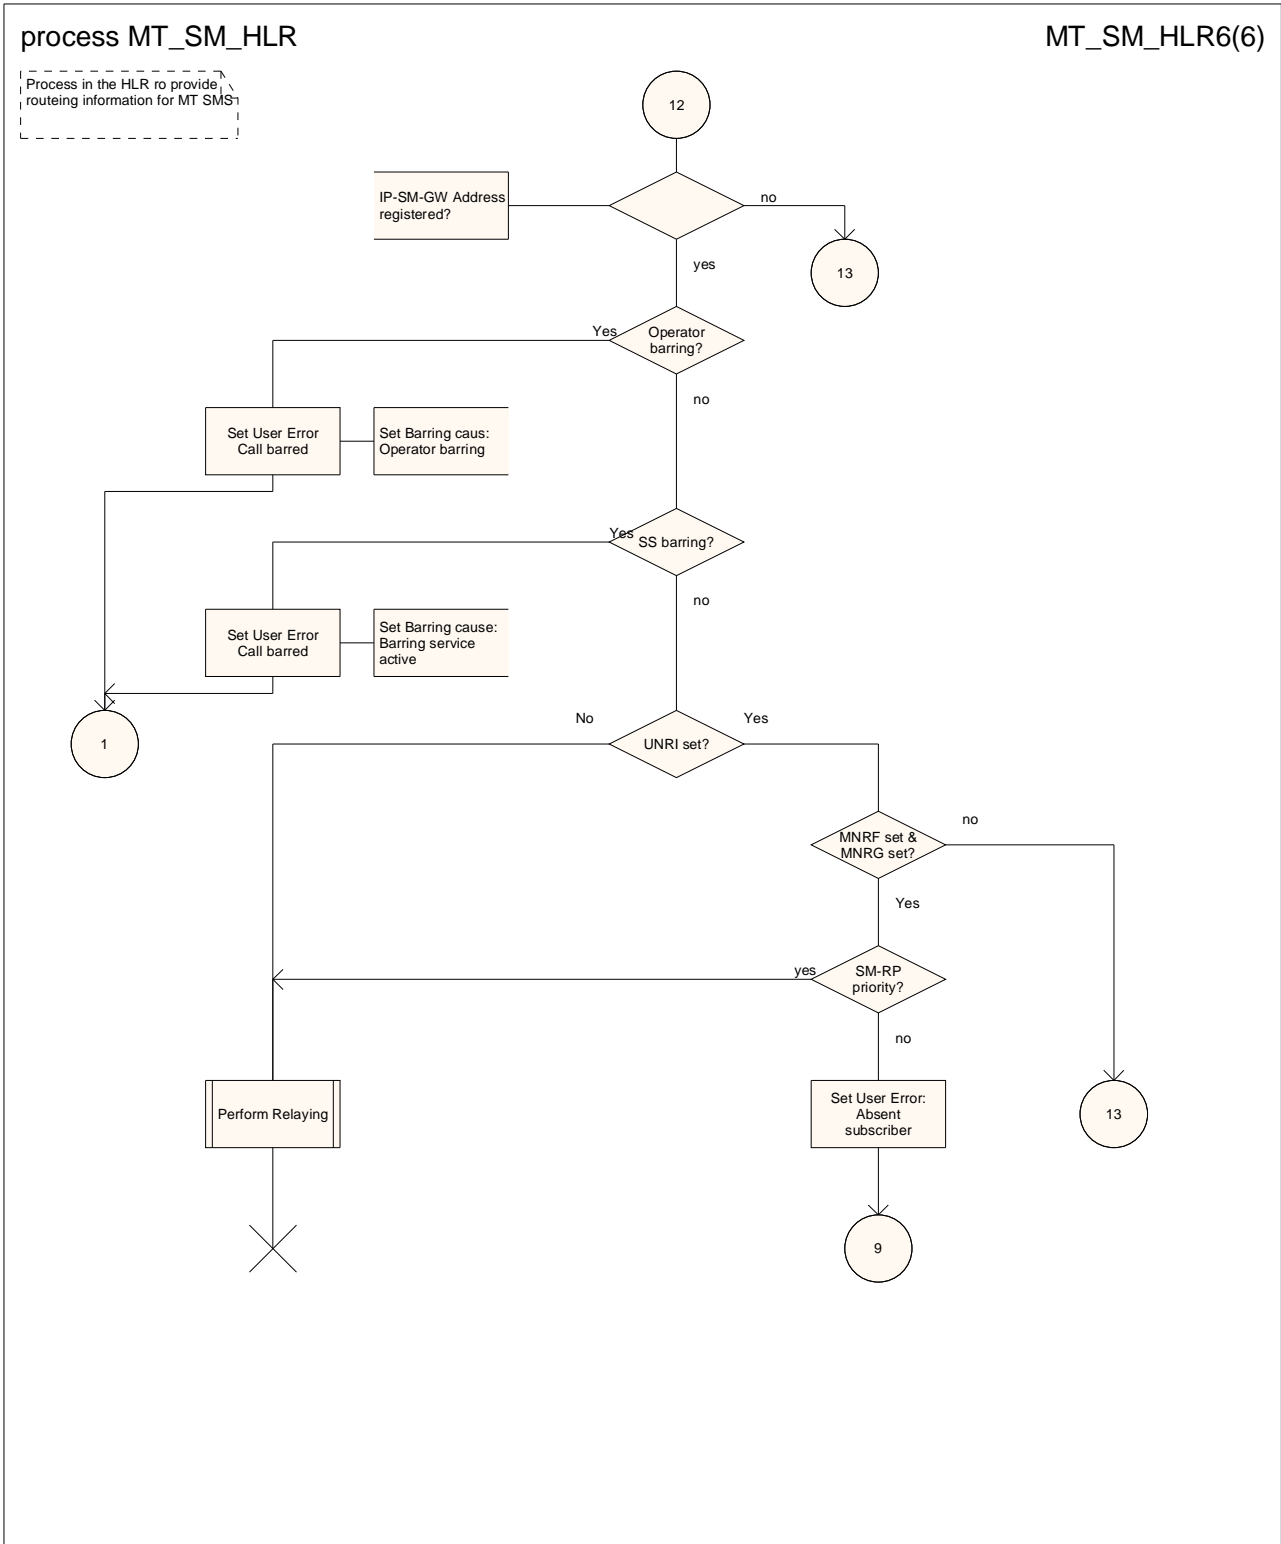 process MT_SM_HLR
MT_SM_HLR6(6)
Process in the HLR ro provide
routeing information for MT SMS
12
IP-SM-GW Address
registered?
no
13
yes
Yes
Operator
barring?
no
Set User Error
Call barred
Set Barring caus:
Operator barring
Yes
SS barring?
no
Set User Error
Call barred
Set Barring cause:
Barring service
active
1
No
UNRI set?
Yes
MNRF set &
MNRG set?
no
Yes
yes
SM-RP
priority?
no
Perform Relaying
Set User Error:
Absent
subscriber
13
9